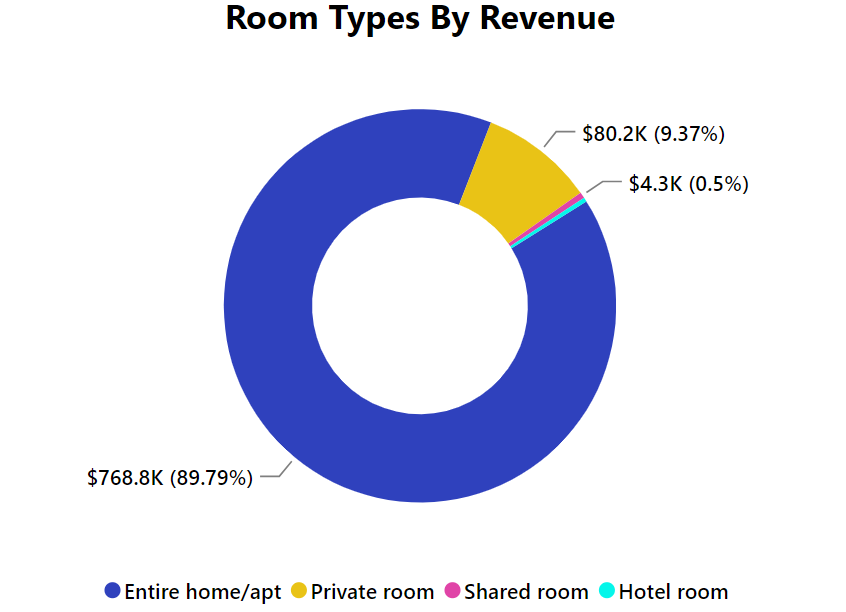 Room Types By Revenue
$80.2K (9.37%)
$4.3K (0.5%)
$768.8K (89.79%)
Entire home/apt Private room Shared room Hotel room